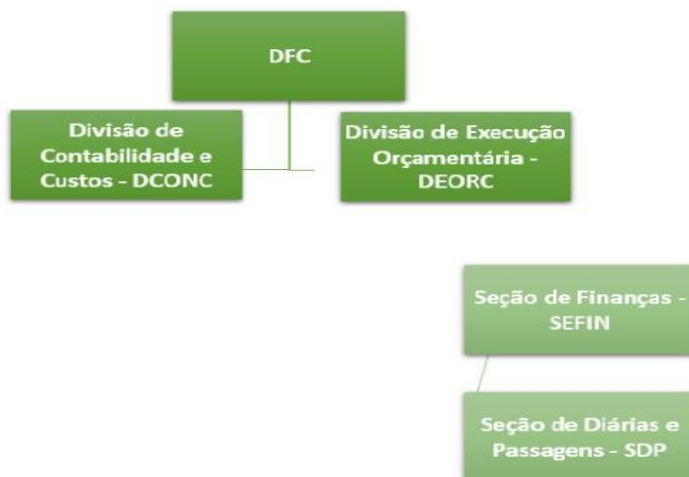 DFC
Divisão de
Contabilidade e
Custos - DCONC
Divisão de Execução
Orçamentária -
DEORC
Seção de Finanças -
SEFIN
Seção de Diárias e
Passagens - SDP